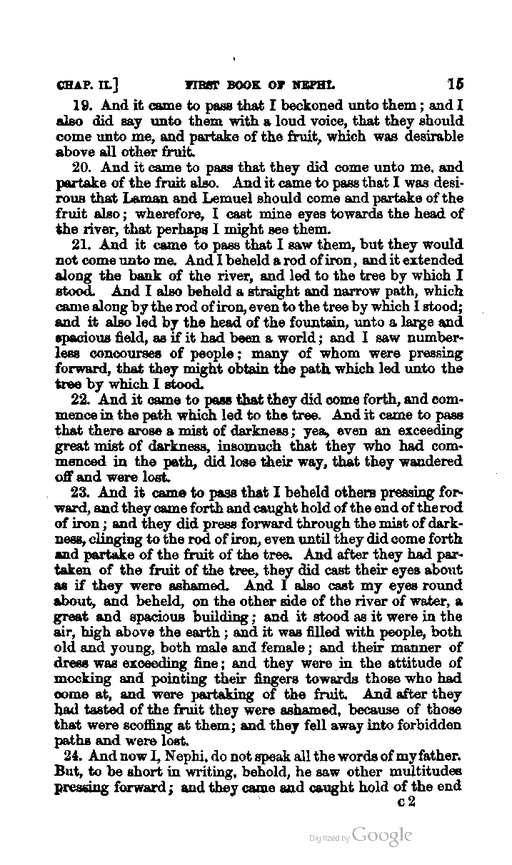 CHAP. II.] FIRST BOOK OF NEPHI. 15
19. And it came to pass that I beckoned unto them; and I
also did say unto them with a loud voice, that they should
come unto me, and partake of the fruit, which was desirable
above all other fruit.
20. And it came to pass that they did come unto me, and
partake of the fruit also. And it came to pass that I was desi-
rous that Laman and Lemuel should come and partake of the
fruit also; wherefore, I cast mine eyes towards the head of
the river, that perhaps I might see them.
21. And it came to pass that I saw them, but they would
not come unto me. And I beheld a rod of iron, and it extended
along the bank of the river, and led to the tree by which I
stood. And I also beheld a straight and narrow path, which
came along by the rod of iron, even to the tree by which I stood;
and it also led by the head of the fountain, unto a large and
spacious field, as if it had been a world; and I saw number-
less concourses of people; many of whom were pressing
forward, that they might obtain the path which led unto the
tree by which I stood.
22. And it came to pass that they did come forth, and com-
mence in the path which led to the tree. And it came to pass
that there arose a mist of darkness; yea, even an exceeding
great mist of darkness, insomuch that they who had com-
menced in the path, did lose their way, that they wandered
off and were lost.
23. And it came to pass that I beheld others pressing for-
ward, and they came forth and caught hold of the end of the rod
of iron; and they did press forward through the mist of dark-
ness, clinging to the rod of iron, even until they did come forth
and partake of the fruit of the tree. And after they had par-
taken of the fruit of the tree, they did cast their eyes about
as if they were ashamed. And I also cast my eyes round
about, and beheld, on the other side of the river of water, a
great and spacious building; and it stood as it were in the
air, high above the earth; and it was filled with people, both
old and young, both male and female; and their manner of
dress was exceeding fine; and they were in the attitude of
mocking and pointing their fingers towards those who had
come at, and were partaking of the fruit. And after they
had tasted of the fruit they were ashamed, because of those
that were scoffing at them; and they fell away into forbidden
paths and were lost.
24. And now I, Nephi, do not speak all the words of my father.
But, to be short in writing, behold, he saw other multitudes
pressing forward; and they came and caught hold of the end
C 2
Digitized by Google